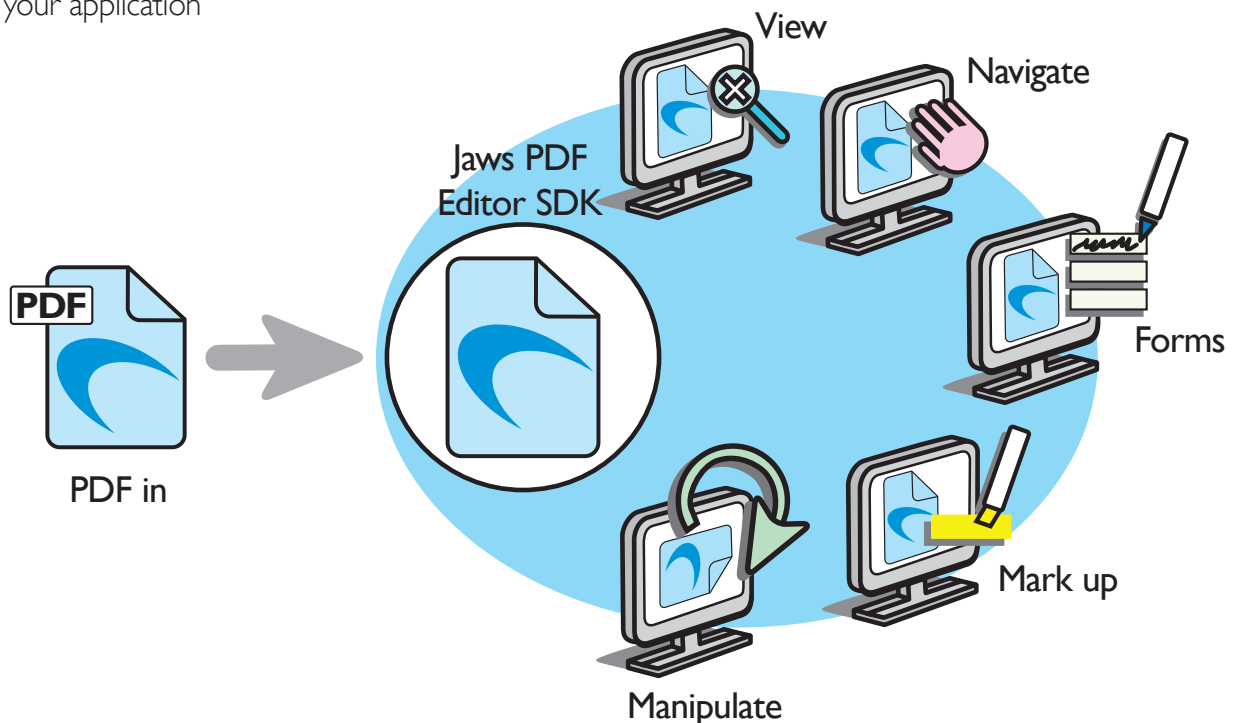 your application
View
Navigate
Jaws PDF
Editor SDK
PDF
Forms
PDF in
Mark up
Manipulate